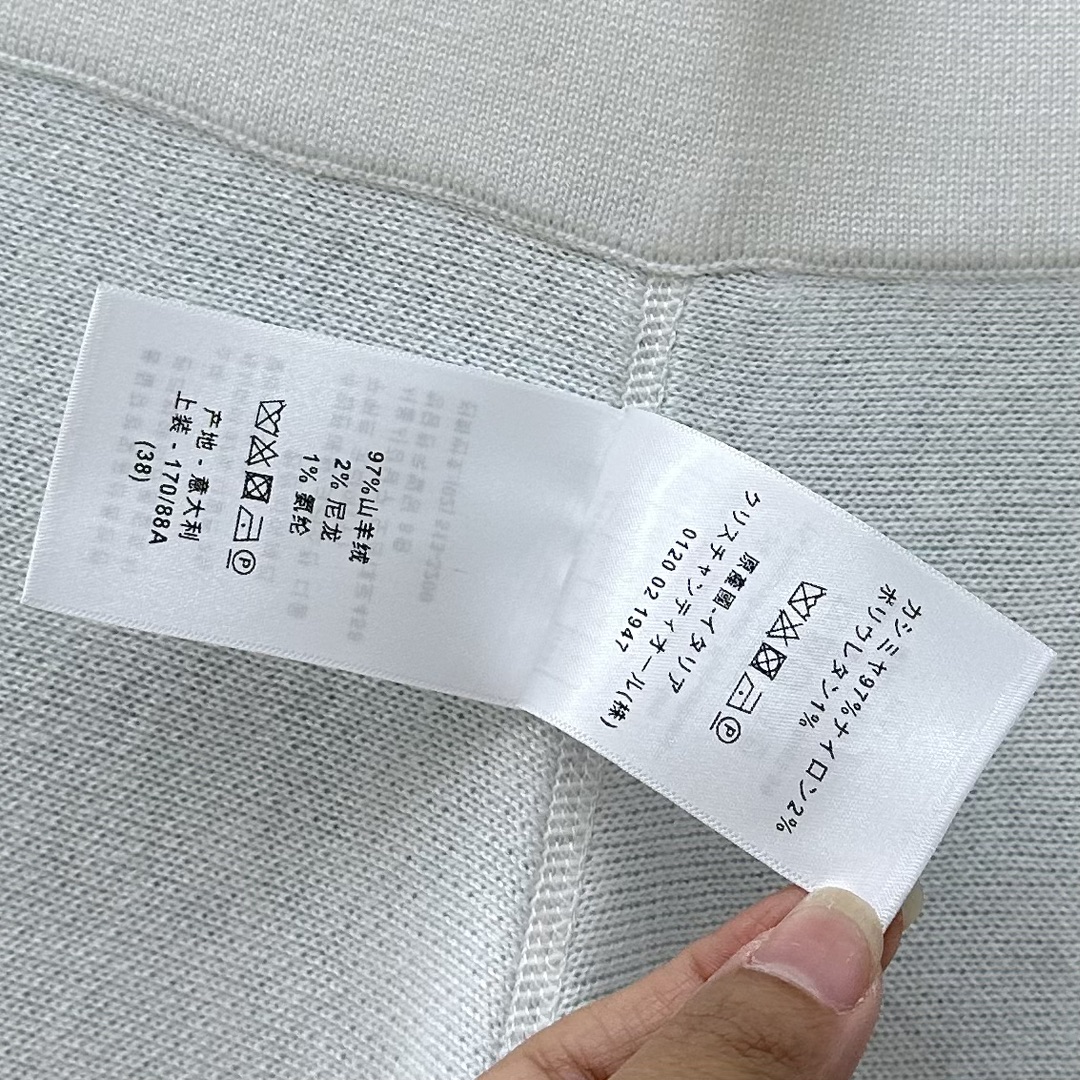 97%山羊绒
2% 尼龙
1% 氨纶
产地 - 意大利
上装 - 170/88A
(38)
カシミヤ97%ナイロン2%
ポリウレタン1%
原産國-イタリア
クリスチャンディオール(株)
0120 02 1947